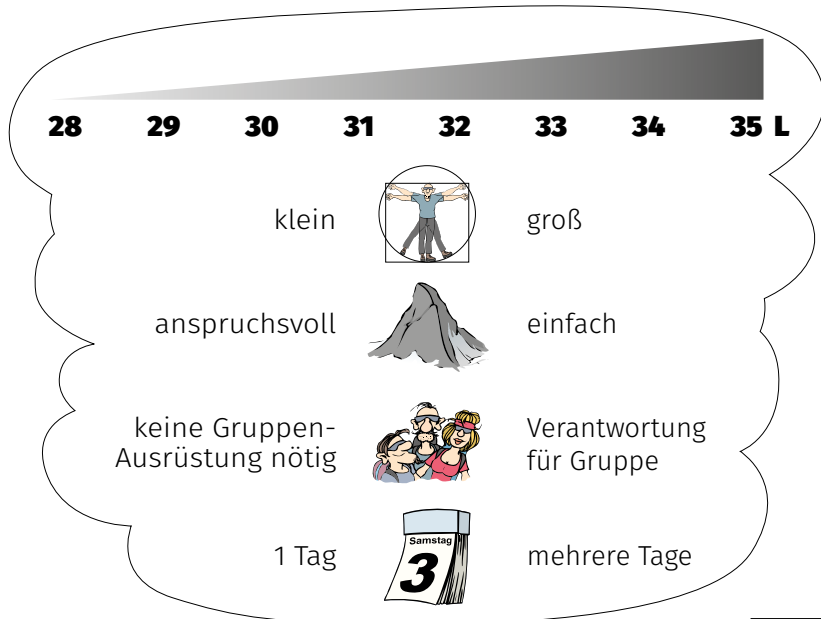 28 29 30 31 32 33 34 35 L
klein groß
anspruchsvoll einfach
keine Gruppen-
Ausrüstung nötig
Verantwortung
für Gruppe
Samstag
3
1 Tag mehrere Tage